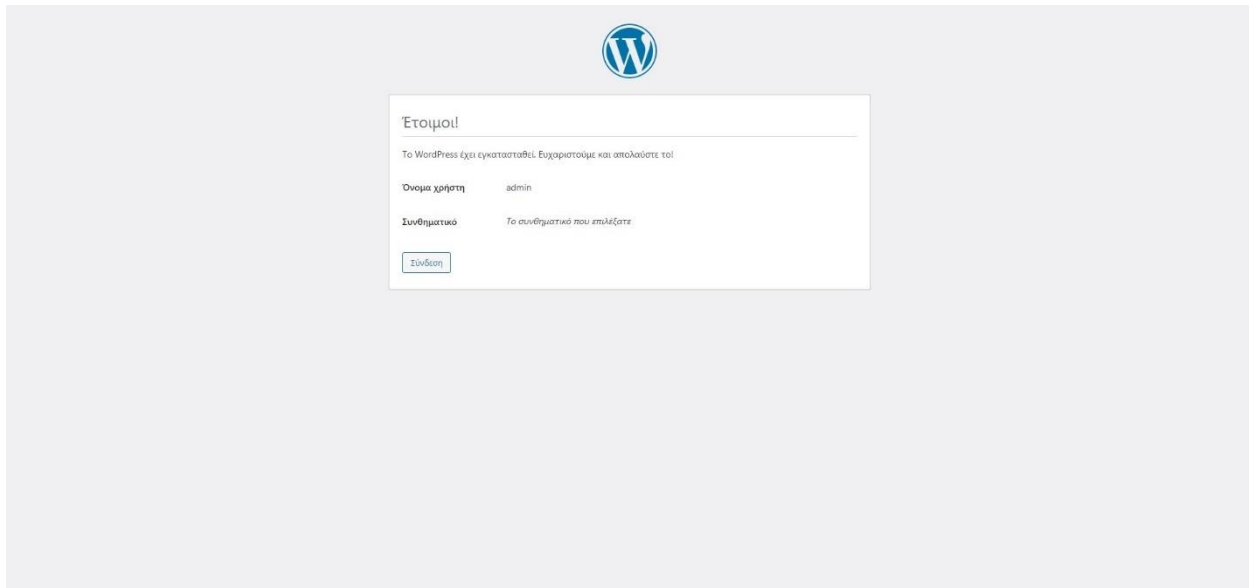 Έτοιμοι!
Το WordPress έχει εγκατασταθεί. Ευχαριστούμε και απολαύστε το!
Όνομα χρήστη admin
Συνθηματικό Το συνθηματικό που επιλέξατε
Σύνδεση